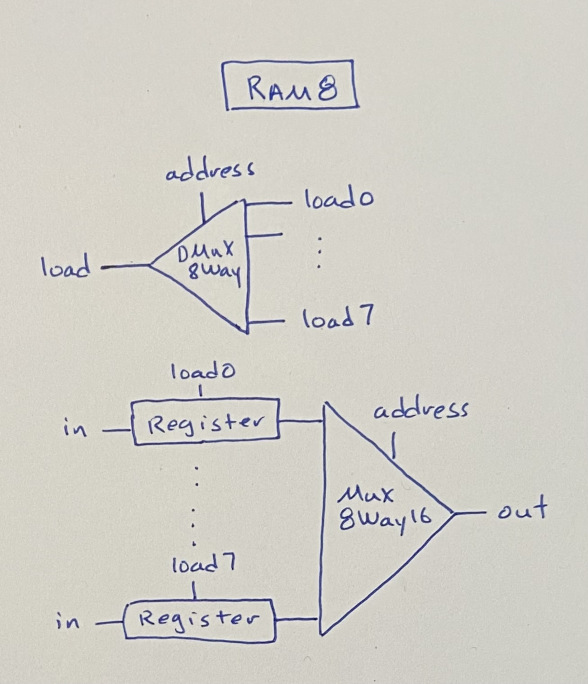 RAM8
address
load
DMux
8Way
load0
load7
load0
in
Register
address
Mux
8Way16
out
load7
in
Register